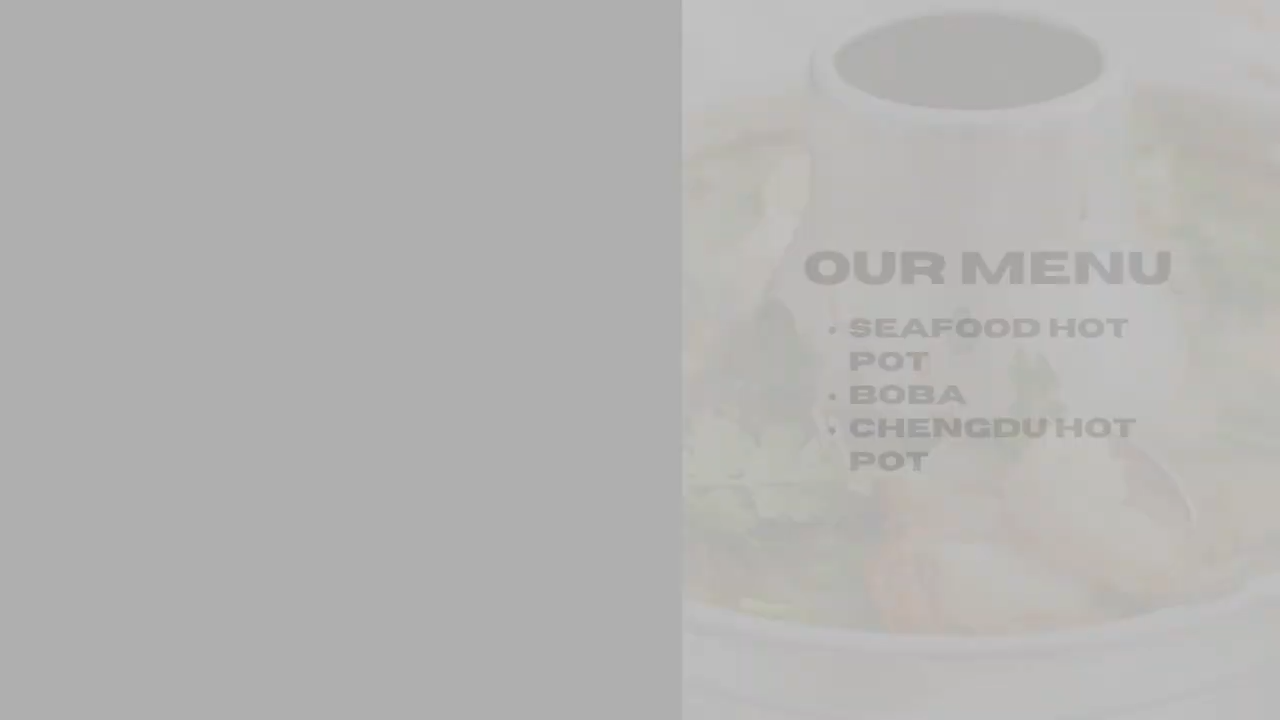 OUR MENU
• SEAFOOD HOT
POT
• BOBA
• CHENGDU HOT
POT